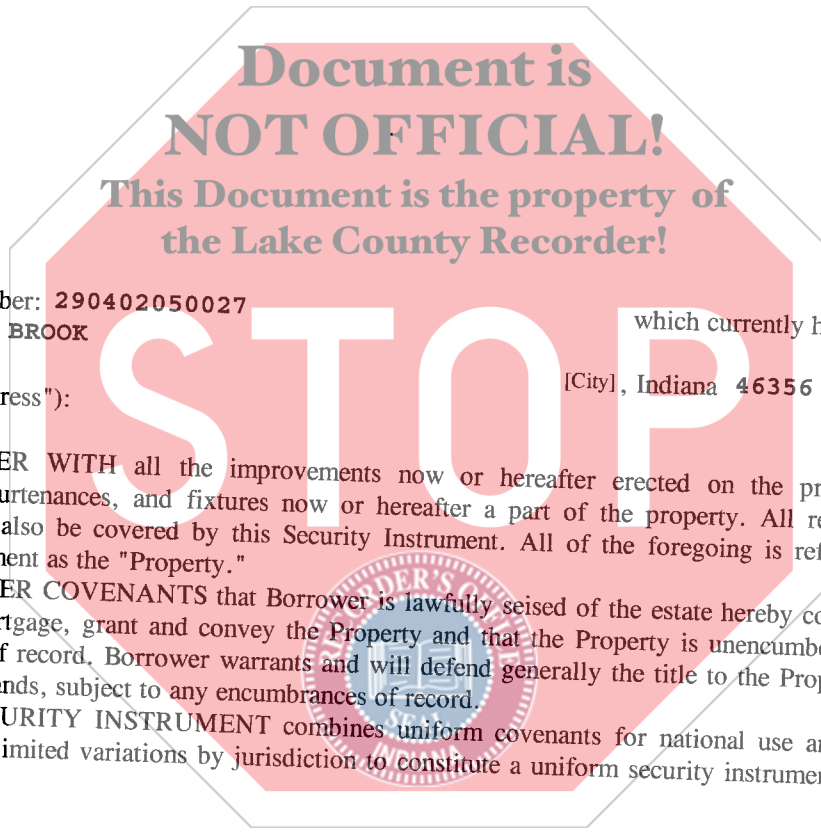 Document is
NOT OFFICIAL!
This Document is the property of
the Lake County Recorder!
ber: 290402050027
which currently h
BROOK
[City], Indiana 46356
ress"):
STOP
ER WITH all the improvements now or hereafter erected on the pr
urtenances, and fixtures now or hereafter a part of the property. All re
also be covered by this Security Instrument. All of the foregoing is ref
nent as the "Property."
ER COVENANTS that Borrower is lawfully seised of the estate hereby co
rtgage, grant and convey the Property and that the Property is unencumbe
f record. Borrower warrants and will defend generally the title to the Prop
nds, subject to any encumbrances of record.
URITY INSTRUMENT combines uniform covenants for national use an
imited variations by jurisdiction to constitute a uniform security instrumen
SEAL
INDIANA